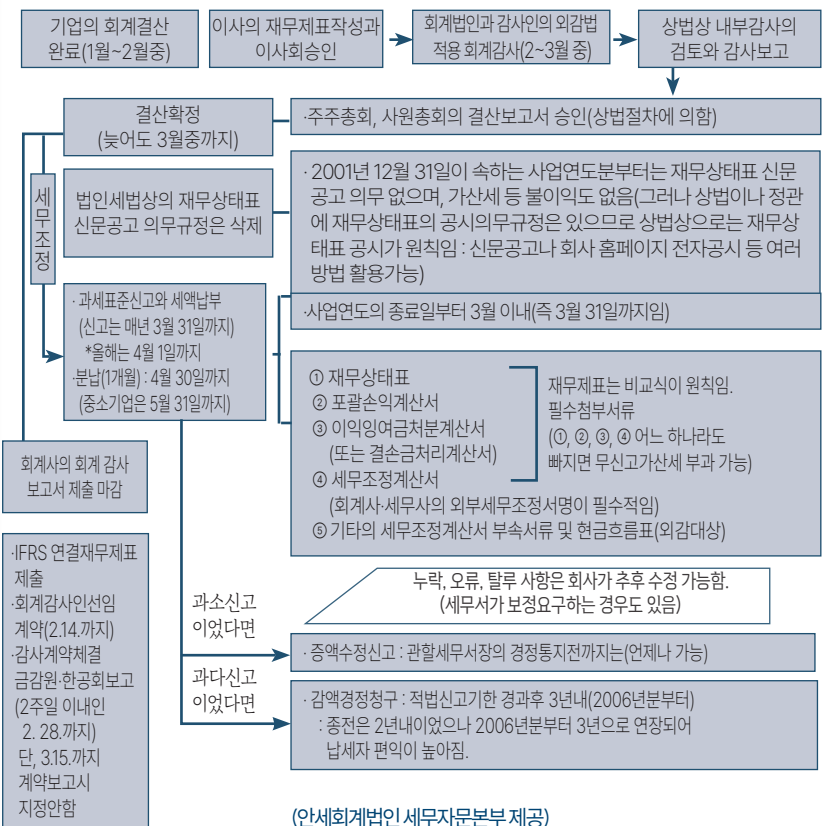 기업의 회계결산
완료(1월~2월중)
이사의 재무제표작성과
이사회승인
회계법인과 감사인의 외감법
적용 회계감사(2~3월 중)
상법상 내부감사의
검토와 감사보고
결산확정
(늦어도 3월중까지)
·주주총회, 사원총회의 결산보고서 승인(상법절차에 의함)
세무조정
법인세법상의 재무상태표
신문공고 의무규정은 삭제
· 2001년 12월 31일이 속하는 사업연도분부터는 재무상태표 신문
공고 의무 없으며, 가산세 등 불이익도 없음(그러나 상법이나 정관
에 재무상태표의 공시의무규정은 있으므로 상법상으로는 재무상
태표 공시가 원칙임 : 신문공고나 회사 홈페이지 전자공시 등 여러
방법 활용가능)
· 과세표준신고와 세액납부
(신고는 매년 3월 31일까지)
*올해는 4월 1일까지
·분납(1개월) : 4월 30일까지
(중소기업은 5월 31일까지)
·사업연도의 종료일부터 3월 이내(즉 3월 31일까지임)
① 재무상태표
② 포괄손익계산서
③ 이익잉여금처분계산서
(또는 결손금처리계산서)
④ 세무조정계산서
(회계사·세무사의 외부세무조정서명이 필수적임)
⑤ 기타의 세무조정계산서 부속서류 및 현금흐름표(외감대상)
재무제표는 비교식이 원칙임.
필수첨부서류
(①, ②, ③, ④ 어느 하나라도
빠지면 무신고가산세 부과 가능)
회계사의 회계 감사
보고서 제출 마감
·IFRS 연결재무제표
제출
·회계감사인선임
계약(2.14.까지)
·감사계약체결
금감원·한공회보고
(2주일 이내인
2. 28.까지)
단, 3.15.까지
계약보고시
지정안함
누락, 오류, 탈루 사항은 회사가 추후 수정 가능함.
(세무서가 보정요구하는 경우도 있음)
과소신고
이었다면
· 증액수정신고 : 관할세무서장의 경정통지전까지는(언제나 가능)
과다신고
이었다면
· 감액경정청구 : 적법신고기한 경과후 3년내(2006년분부터)
: 종전은 2년내이었으나 2006년분부터 3년으로 연장되어
납세자 편익이 높아짐.
(안세회계법인 세무자문본부 제공)